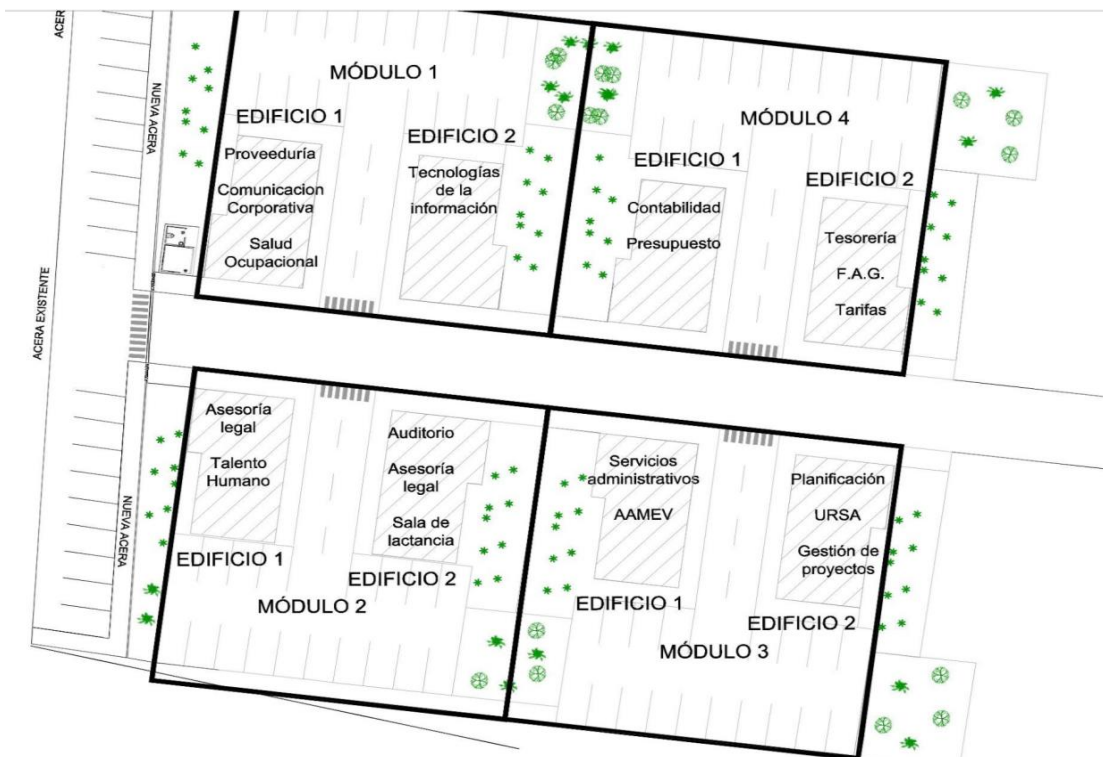 ACERA
NUEVA ACERA
ACERA EXISTENTE
NUEVA ACERA
MÓDULO 1
EDIFICIO 1
Proveeduría
Comunicacion
Corporativa
Salud
Ocupacional
EDIFICIO 2
Tecnologías
de la
información
MÓDULO 4
EDIFICIO 1
Contabilidad
Presupuesto
EDIFICIO 2
Tesorería
F.A.G.
Tarifas
Asesoría
legal
Talento
Humano
EDIFICIO 1
Auditorio
Asesoría
legal
Sala de
lactancia
EDIFICIO 2
MÓDULO 2
Servicios
administrativos
AAMEV
EDIFICIO 1
Planificación
URSA
Gestión de
proyectos
EDIFICIO 2
MÓDULO 3